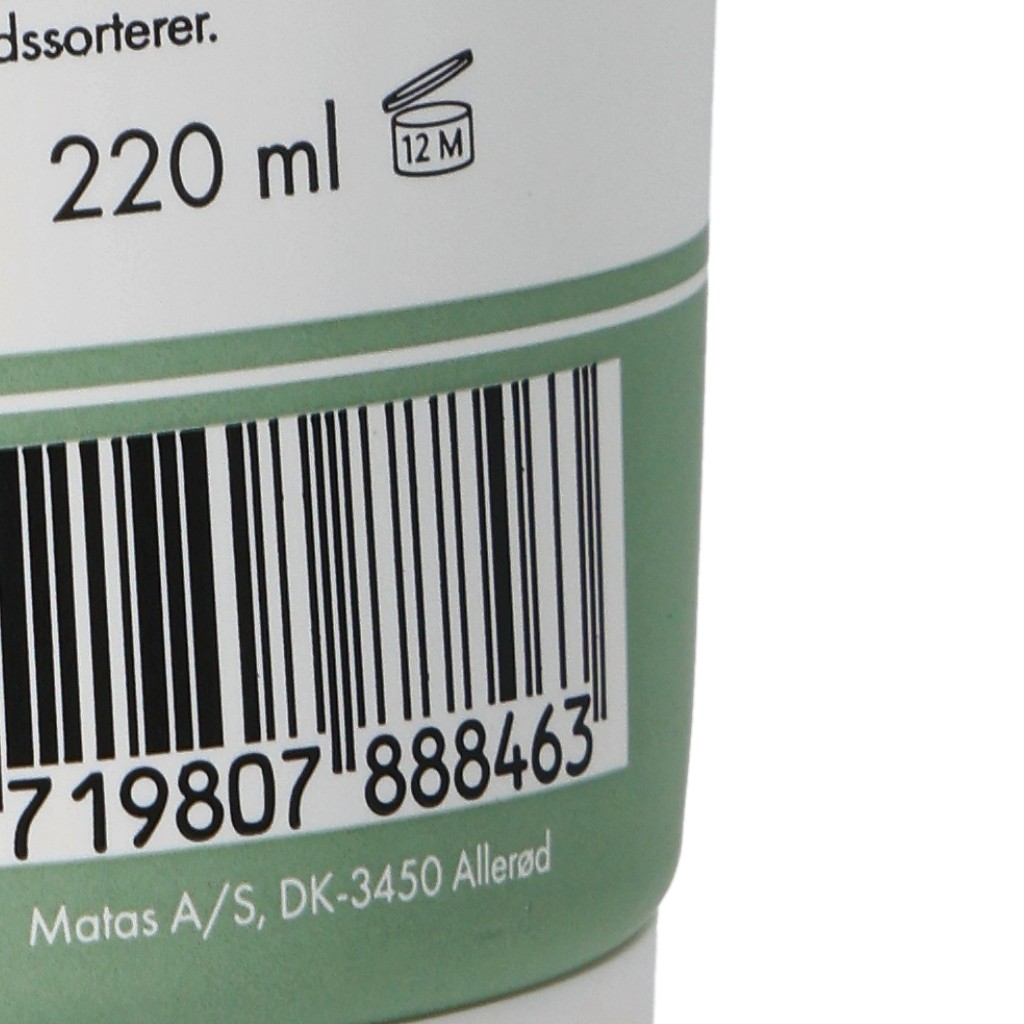 dssorterer.
220 ml
12 M
719807 888463
Matas A/S, DK-3450 Allerød